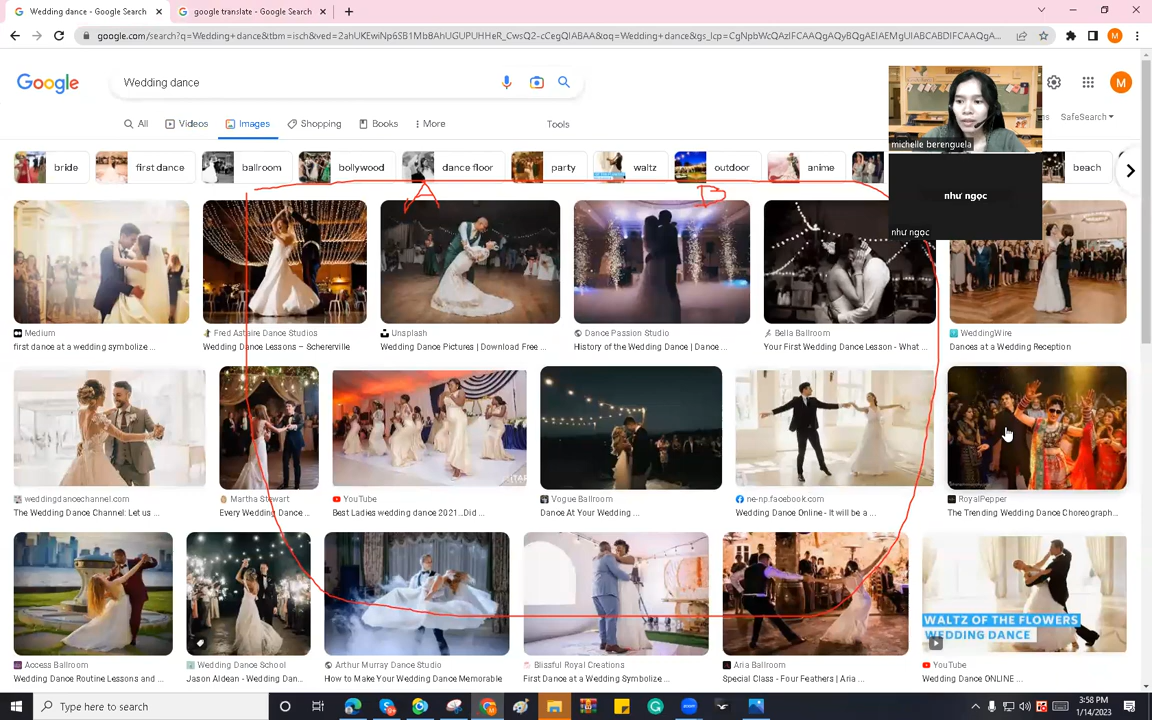 Wedding dance - Google Search
google translate - Google Search
google.com/search?q=Wedding+dance&tbm=isch&ved=2ahUKEwiNp6SB1Mb8AhUGUPUHHeR_CwsQ2-cCegQIABAA&oq=Wedding+dance&gs_lcp=CgNpbWcQAzIFCAAQgAQyBQgAEIAEMgUIABCABDIFCAAQgA...
Google
Wedding dance
M
All
Videos
Images
Shopping
Books
More
Tools
SafeSearch
bride
first dance
ballroom
bollywood
dance floor
party
waltz
outdoor
anime
beach
michelle berenguela
như ngọc
như ngọc
A
B
Medium
first dance at a wedding symbolize ...
Fred Astaire Dance Studios
Wedding Dance Lessons – Schererville
Unsplash
Wedding Dance Pictures | Download Free ...
Dance Passion Studio
History of the Wedding Dance | Dance ...
Bella Ballroom
Your First Wedding Dance Lesson - What ...
WeddingWire
Dances at a Wedding Reception
weddingdancechannel.com
The Wedding Dance Channel: Let us ...
Martha Stewart
Every Wedding Dance ...
YouTube
Best Ladies wedding dance 2021..Did ...
Vogue Ballroom
Dance At Your Wedding ...
ne-np.facebook.com
Wedding Dance Online - It will be a ...
RoyalPepper
The Trending Wedding Dance Choreograph...
Access Ballroom
Wedding Dance Routine Lessons and ...
Wedding Dance School
Jason Aldean - Wedding Dan...
Arthur Murray Dance Studio
How to Make Your Wedding Dance Memorable
Blissful Royal Creations
First Dance at a Wedding Symbolize ...
Aria Ballroom
Special Class - Four Feathers | Aria ...
WALTZ OF THE FLOWERS
WEDDING DANCE
YouTube
Wedding Dance ONLINE ...
Type here to search
3:58 PM
1/14/2023